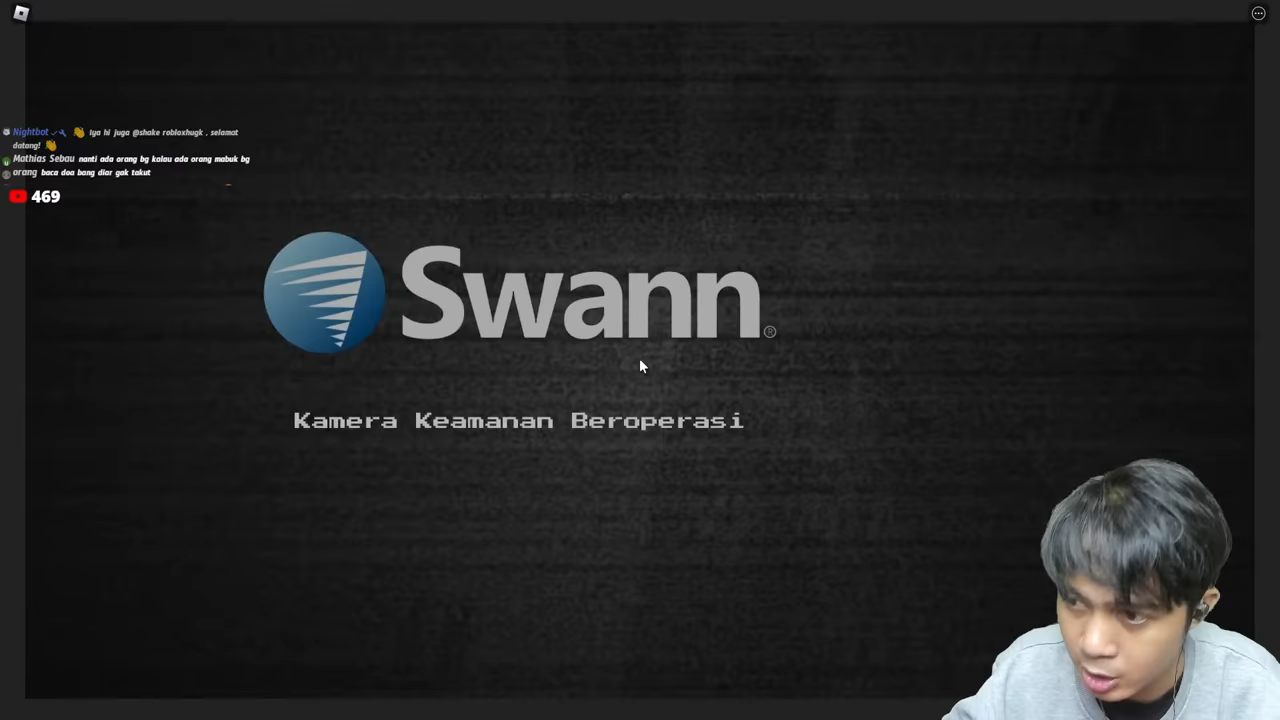 Nightbot 👋 Iya hi juga @shake robloxhugk , selamat
datang! 👋
Mathias Sebau nanti ada orang bg kalau ada orang mabuk bg
orang baca doa bang diar gak takut
469
Swann®
Kamera Keamanan Beroperasi